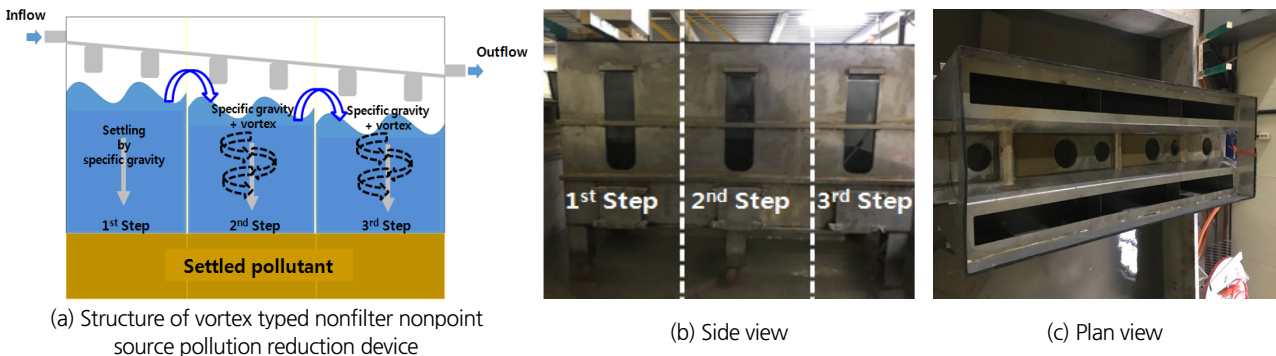 Inflow
Outflow
Settling
by
specific gravity
Specific gravity
+ vortex
Specific gravity
+ vortex
1st Step
2nd Step
3rd Step
Settled pollutant
(a) Structure of vortex typed nonfilter nonpoint
source pollution reduction device
1st Step
2nd Step
3rd Step
(b) Side view
(c) Plan view